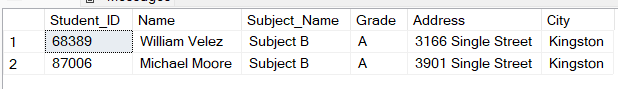 Student_ID Name Subject_Name Grade Address City
1 68389 William Velez Subject B A 3166 Single Street Kingston
2 87006 Michael Moore Subject B A 3901 Single Street Kingston